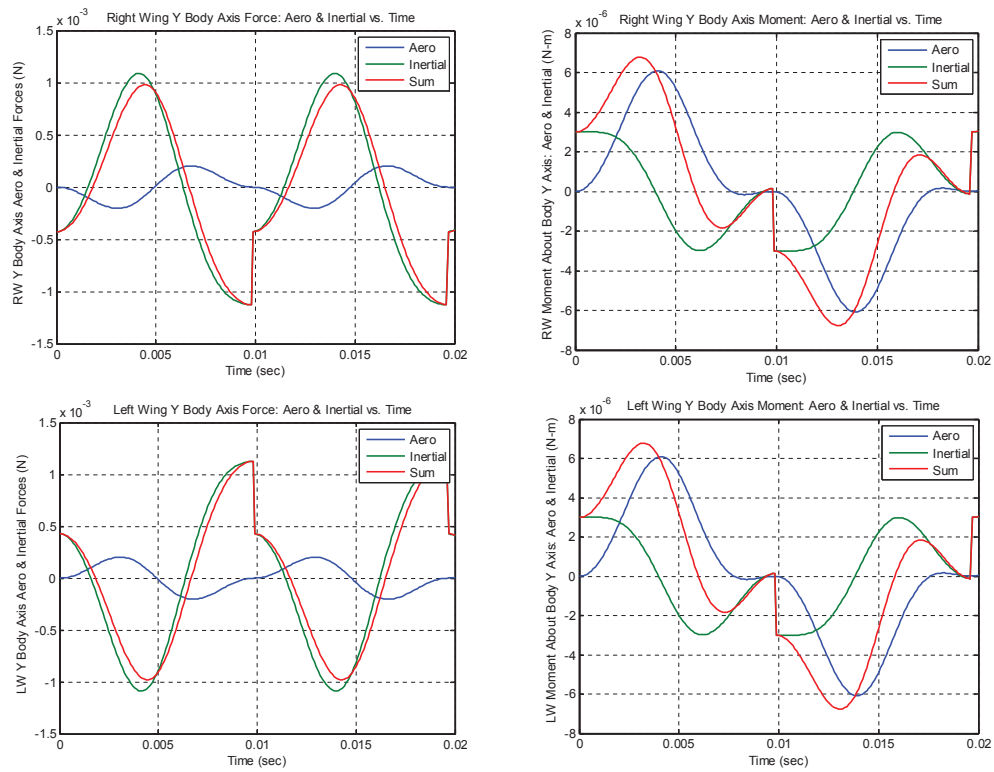 Right Wing Y Body Axis Force: Aero & Inertial vs. Time
x 10⁻³
RW Y Body Axis Aero & Inertial Forces (N)
1.5
1
0.5
0
-0.5
-1
-1.5
Aero
Inertial
Sum
0
0.005
0.01
0.015
0.02
Time (sec)
Right Wing Y Body Axis Moment: Aero & Inertial vs. Time
x 10⁻⁶
RW Moment About Body Y Axis: Aero & Inertial (N-m)
8
6
4
2
0
-2
-4
-6
-8
Aero
Inertial
Sum
0
0.005
0.01
0.015
0.02
Time (sec)
Left Wing Y Body Axis Force: Aero & Inertial vs. Time
x 10⁻³
LW Y Body Axis Aero & Inertial Forces (N)
1.5
1
0.5
0
-0.5
-1
-1.5
Aero
Inertial
Sum
0
0.005
0.01
0.015
0.02
Time (sec)
Left Wing Y Body Axis Moment: Aero & Inertial vs. Time
x 10⁻⁶
LW Moment About Body Y Axis: Aero & Inertial (N-m)
8
6
4
2
0
-2
-4
-6
-8
Aero
Inertial
Sum
0
0.005
0.01
0.015
0.02
Time (sec)